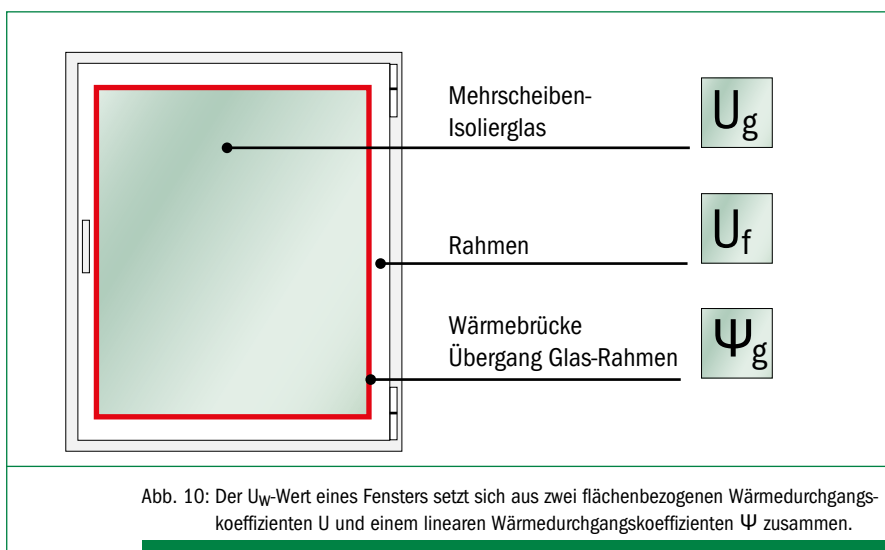 Mehrscheiben-
Isolierglas
Ug
Rahmen
Uf
Wärmebrücke
Übergang Glas-Rahmen
Ψg
Abb. 10: Der UW-Wert eines Fensters setzt sich aus zwei flächenbezogenen Wärmedurchgangs-
koeffizienten U und einem linearen Wärmedurchgangskoeffizienten Ψ zusammen.